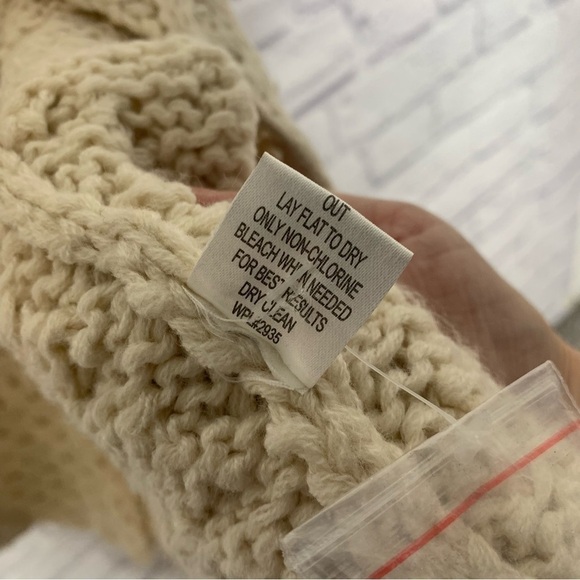 OUT
LAY FLAT TO DRY
ONLY NON-CHLORINE
BLEACH WHEN NEEDED
FOR BEST RESULTS
DRY CLEAN
WPL#2935